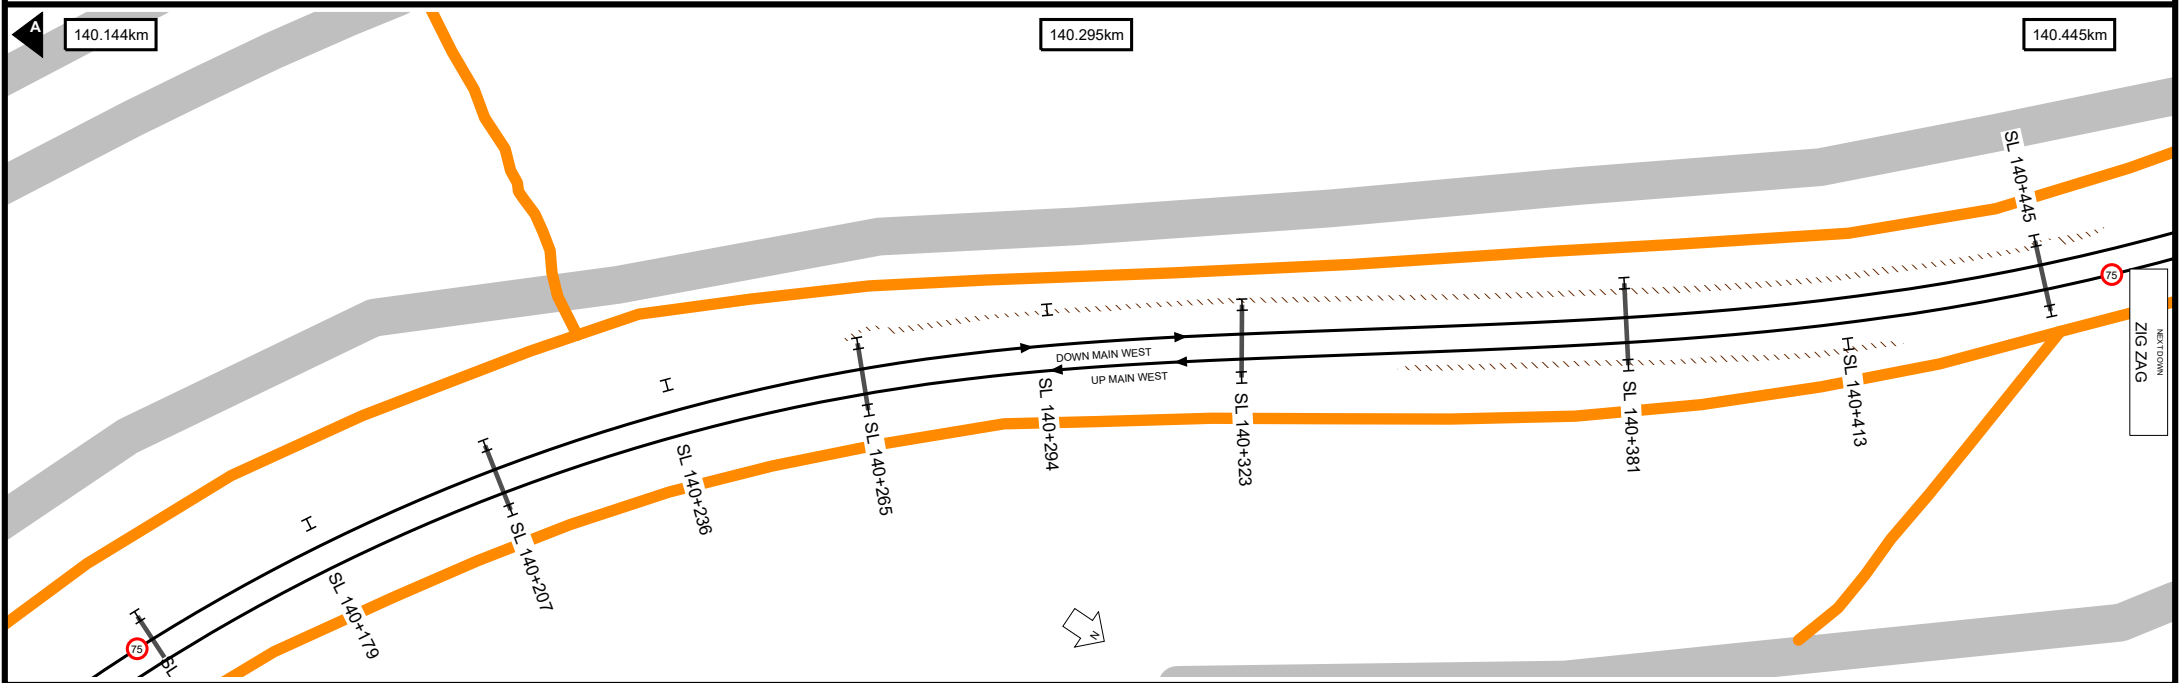 A
140.144km
140.295km
140.445km
SL 140+445
75
DOWN MAIN WEST
UP MAIN WEST
NEXT DOWN
ZIG ZAG
SL 140+413
SL 140+381
SL 140+323
SL 140+294
SL 140+265
SL 140+236
SL 140+207
SL 140+179
75
SL
N